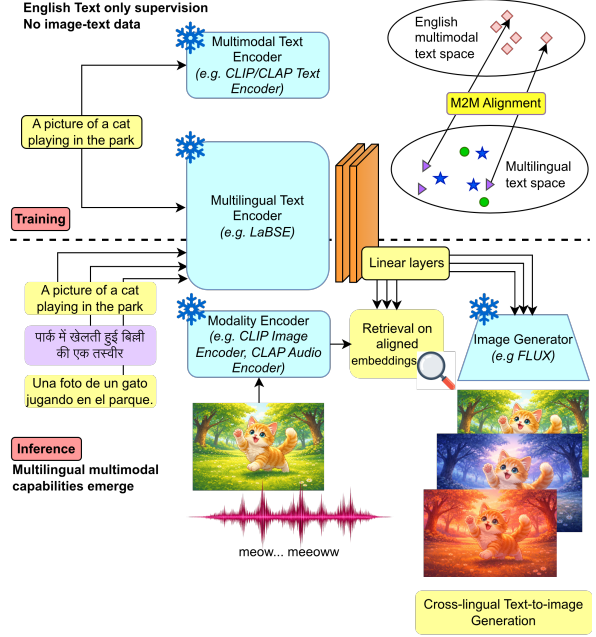 English Text only supervision
No image-text data
Multimodal Text
Encoder
(e.g. CLIP/CLAP Text
Encoder)
English
multimodal
text space
M2M Alignment
A picture of a cat
playing in the park
Multilingual Text
Encoder
(e.g. LaBSE)
Multilingual
text space
Training
Linear layers
A picture of a cat
playing in the park
पार्क में खेलती हुई बिल्ली
की एक तस्वीर
Una foto de un gato
jugando en el parque.
Modality Encoder
(e.g. CLIP Image
Encoder, CLAP Audio
Encoder)
Retrieval on
aligned
embeddings
Image Generator
(e.g FLUX)
Inference
Multilingual multimodal
capabilities emerge
meow... meeoww
Cross-lingual Text-to-image
Generation